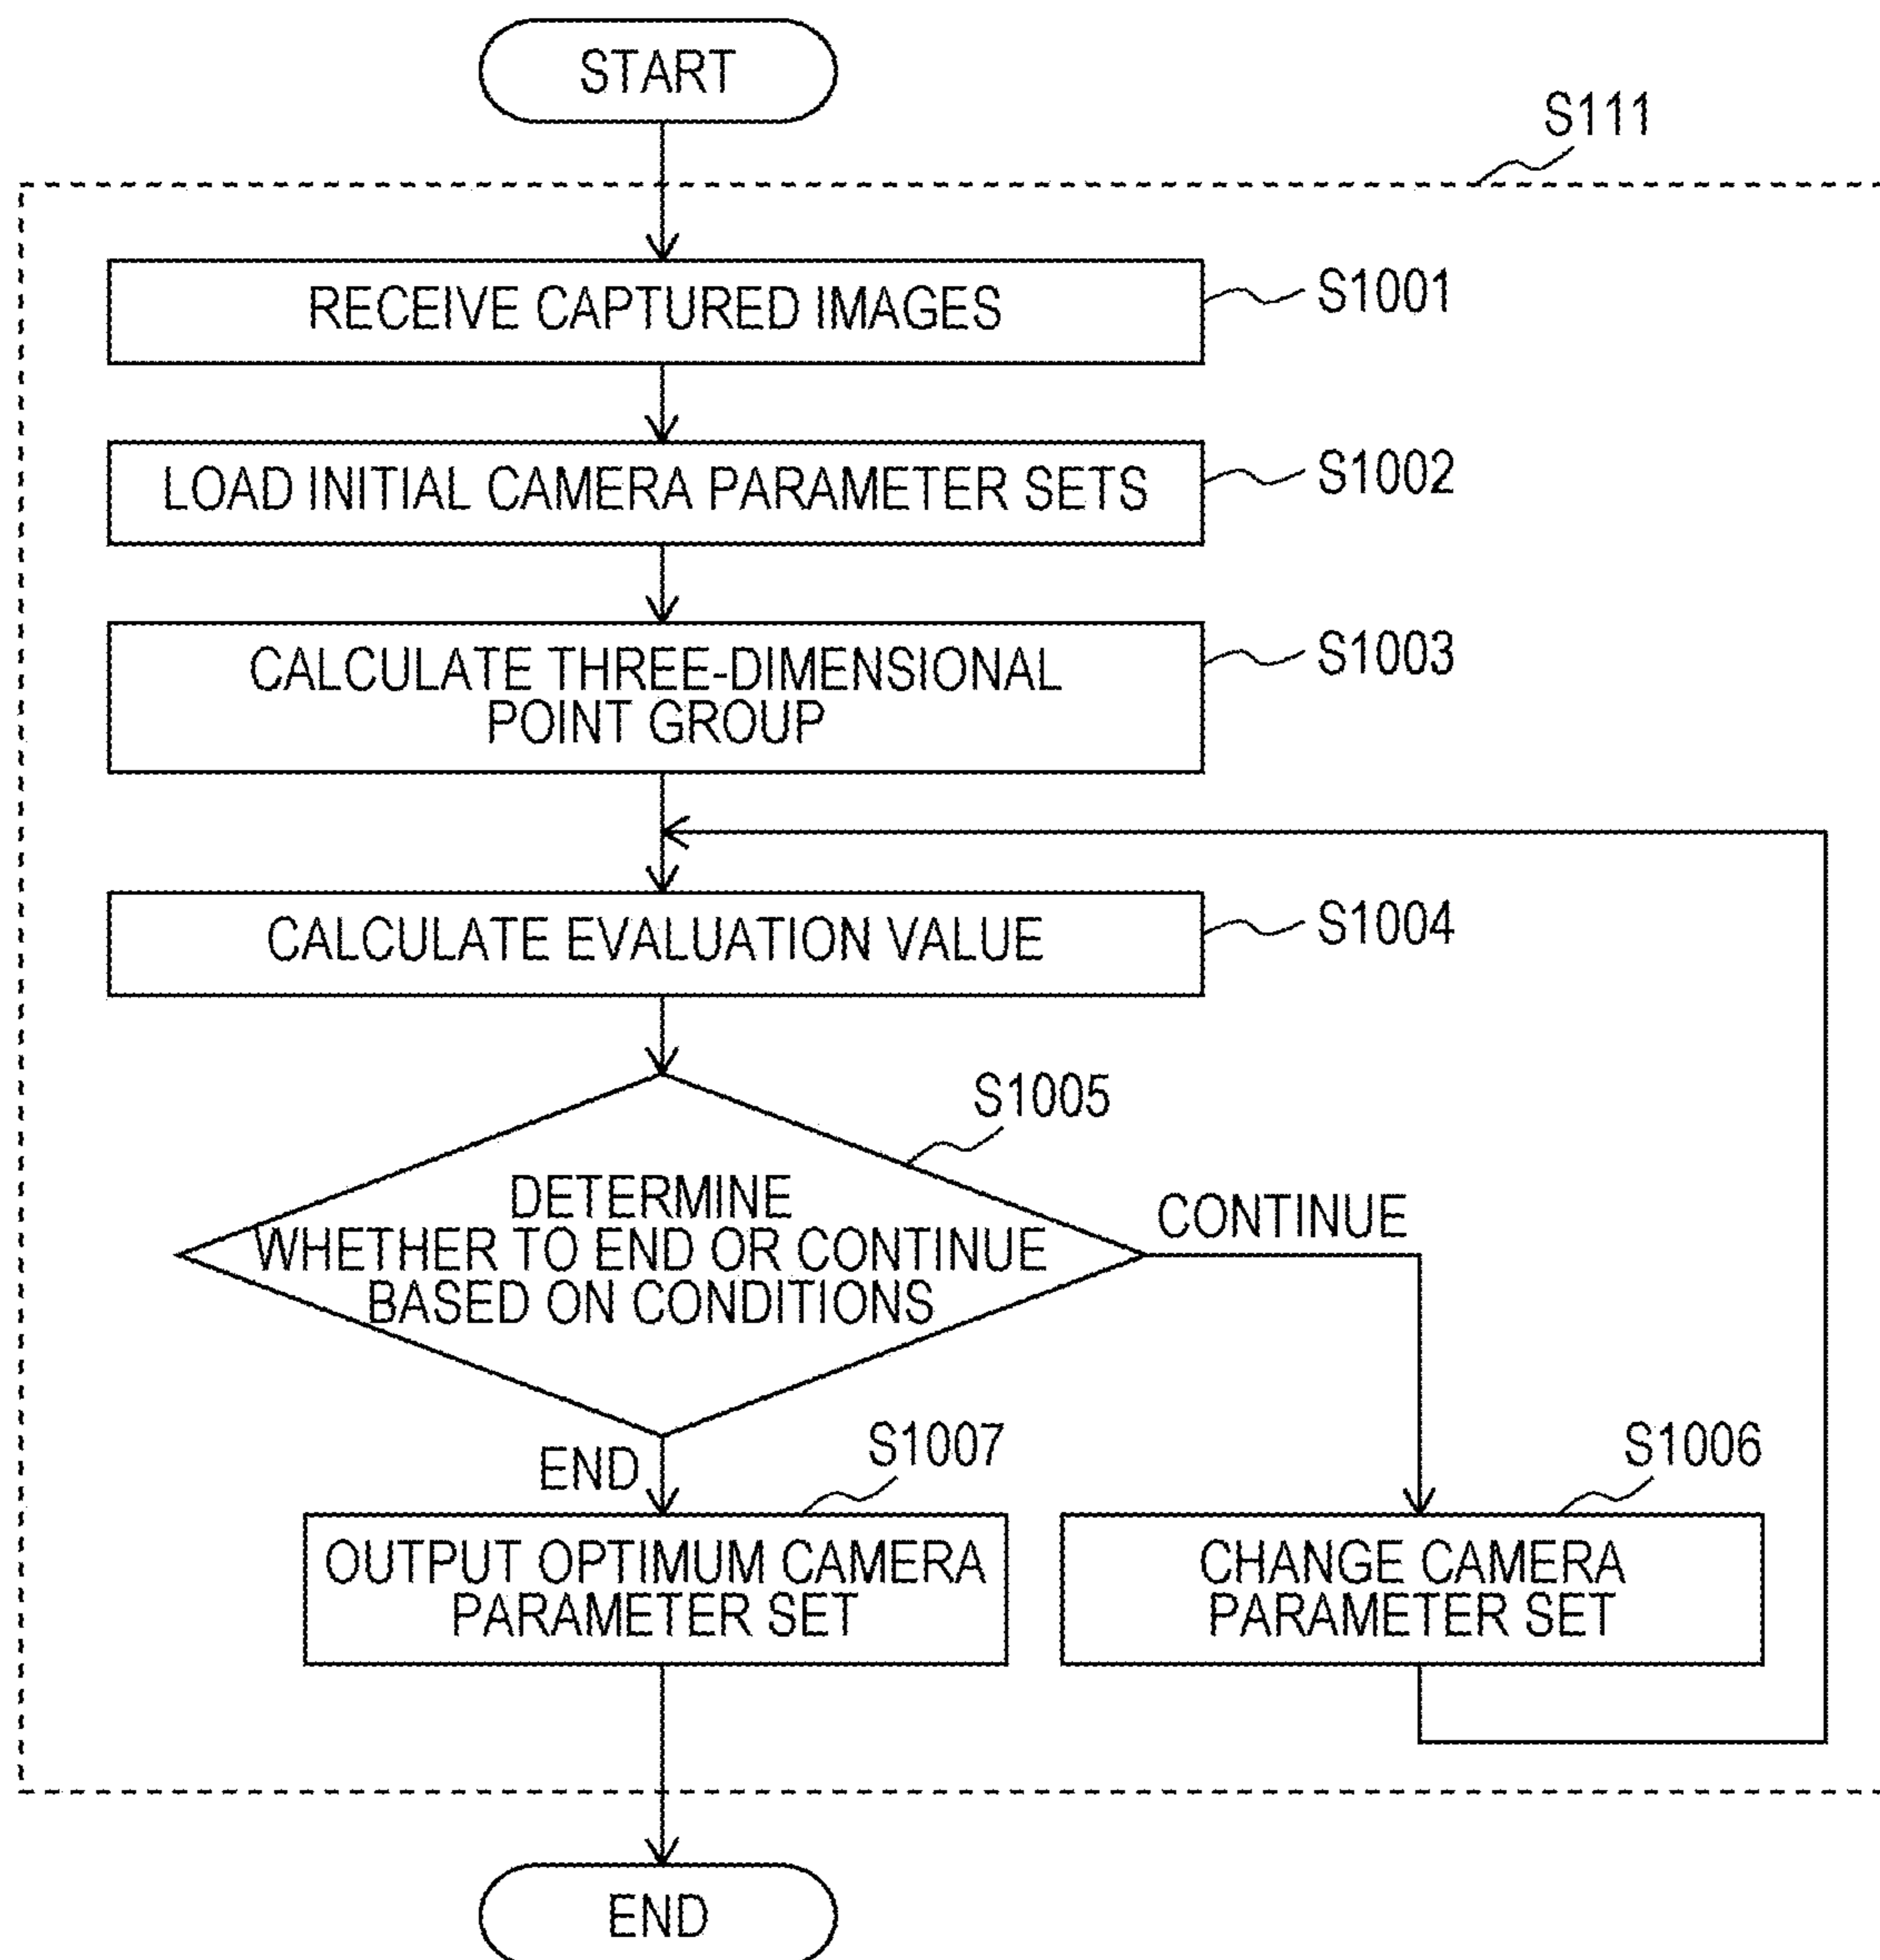 START
S111
RECEIVE CAPTURED IMAGES
S1001
LOAD INITIAL CAMERA PARAMETER SETS
S1002
CALCULATE THREE-DIMENSIONAL
POINT GROUP
S1003
CALCULATE EVALUATION VALUE
S1004
S1005
DETERMINE
WHETHER TO END OR CONTINUE
BASED ON CONDITIONS
CONTINUE
END
S1007
S1006
OUTPUT OPTIMUM CAMERA
PARAMETER SET
CHANGE CAMERA
PARAMETER SET
END